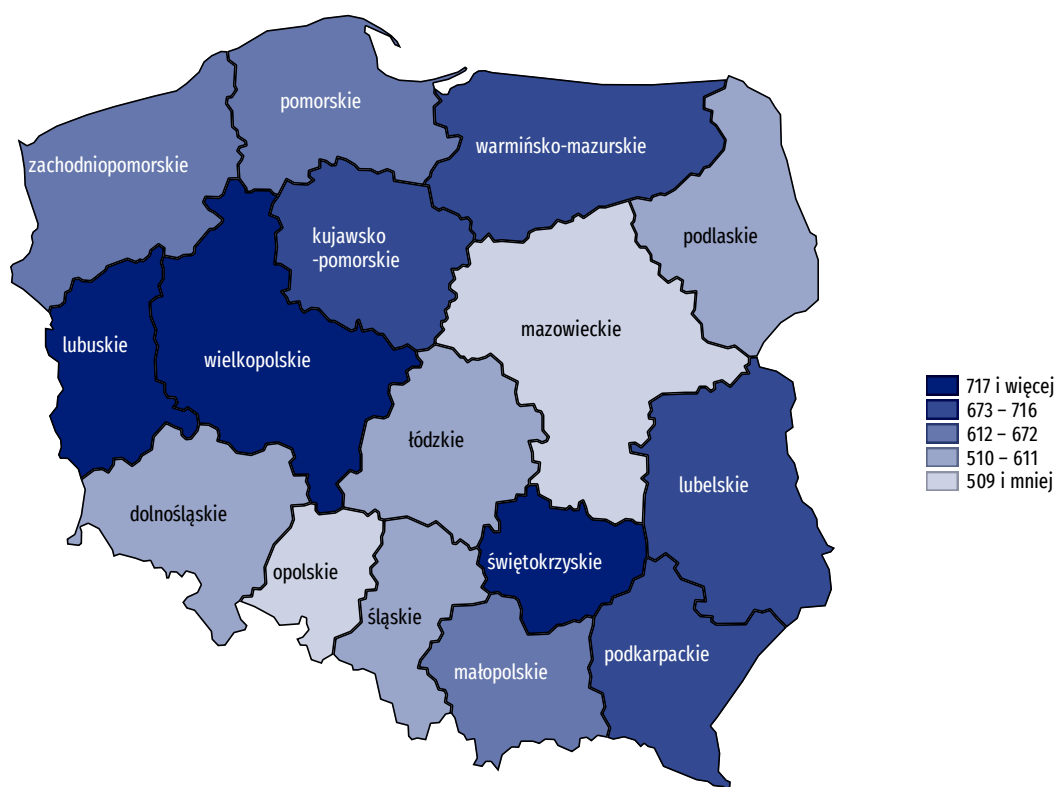 pomorskie
warmińsko-mazurskie
zachodniopomorskie
kujawsko
-pomorskie
podlaskie
mazowieckie
lubuskie
wielkopolskie
łódzkie
lubelskie
dolnośląskie
opolskie
świętokrzyskie
śląskie
małopolskie
podkarpackie
717 i więcej
673 – 716
612 – 672
510 – 611
509 i mniej